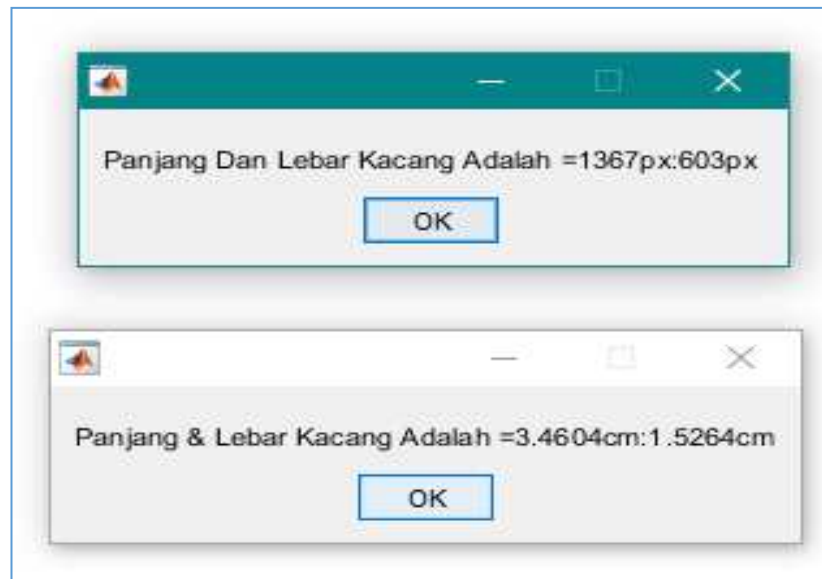 Panjang Dan Lebar Kacang Adalah =1367px:603px
OK
Panjang & Lebar Kacang Adalah =3.4604cm:1.5264cm
OK